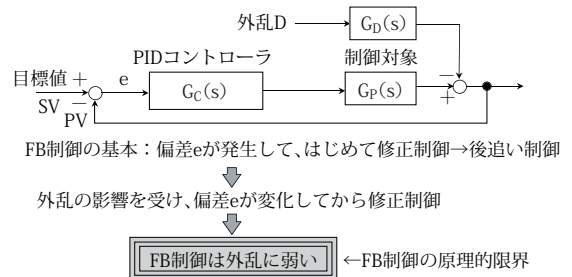 外乱D
G_D(s)
PIDコントローラ
制御対象
目標値 + e − 
SV − G_C(s) G_P(s) +
PV
FB制御の基本：偏差eが発生して、はじめて修正制御→後追い制御
外乱の影響を受け、偏差eが変化してから修正制御
FB制御は外乱に弱い ←FB制御の原理的限界